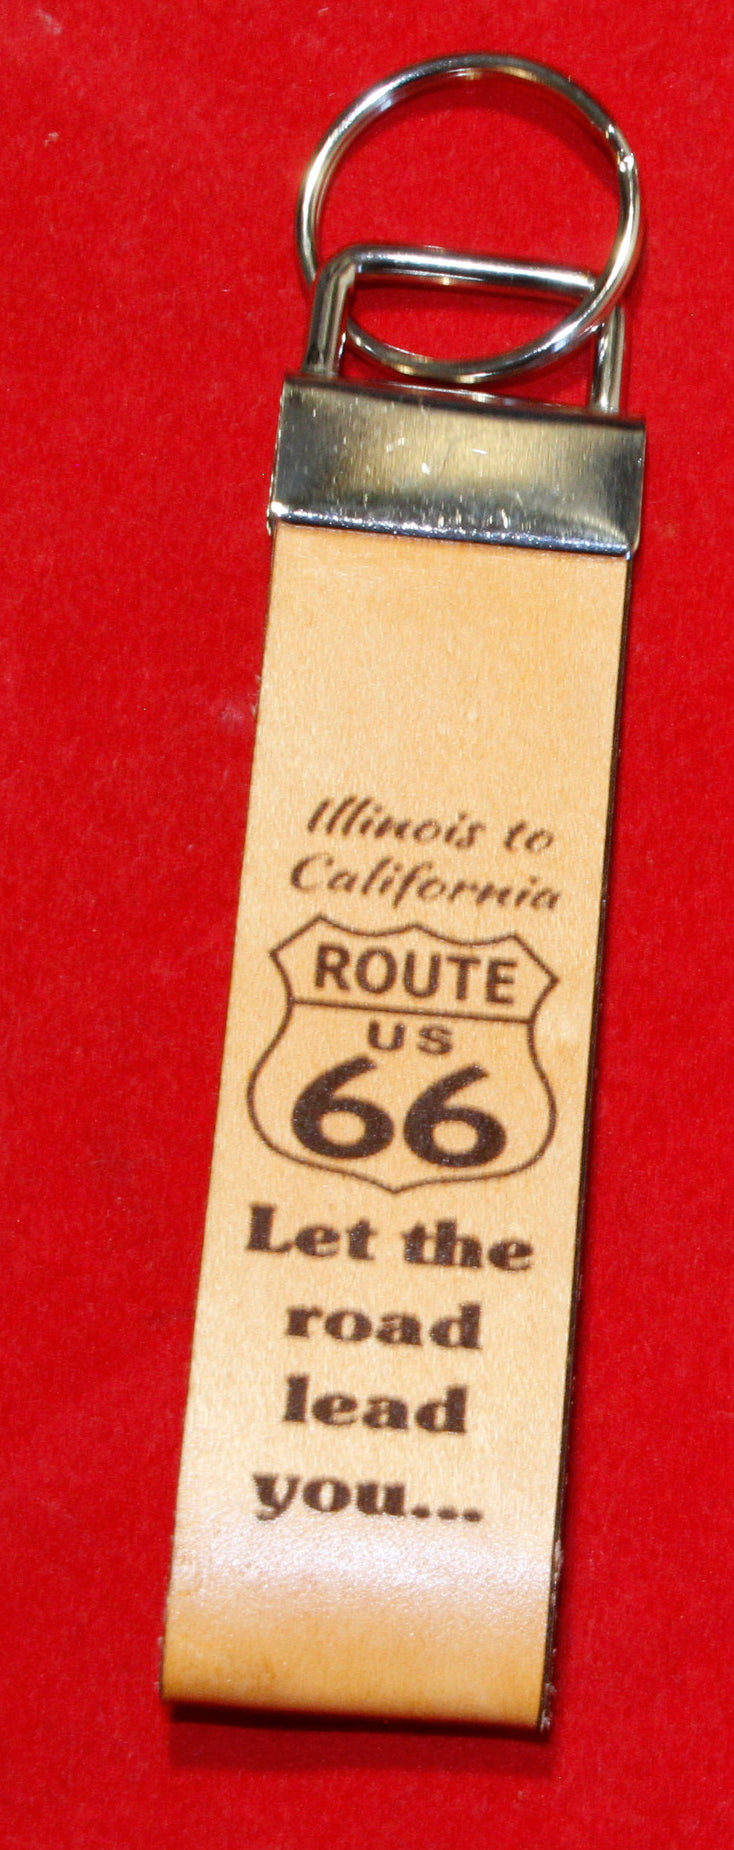 Illinois to
California
ROUTE
US
66
Let the
road
lead
you...